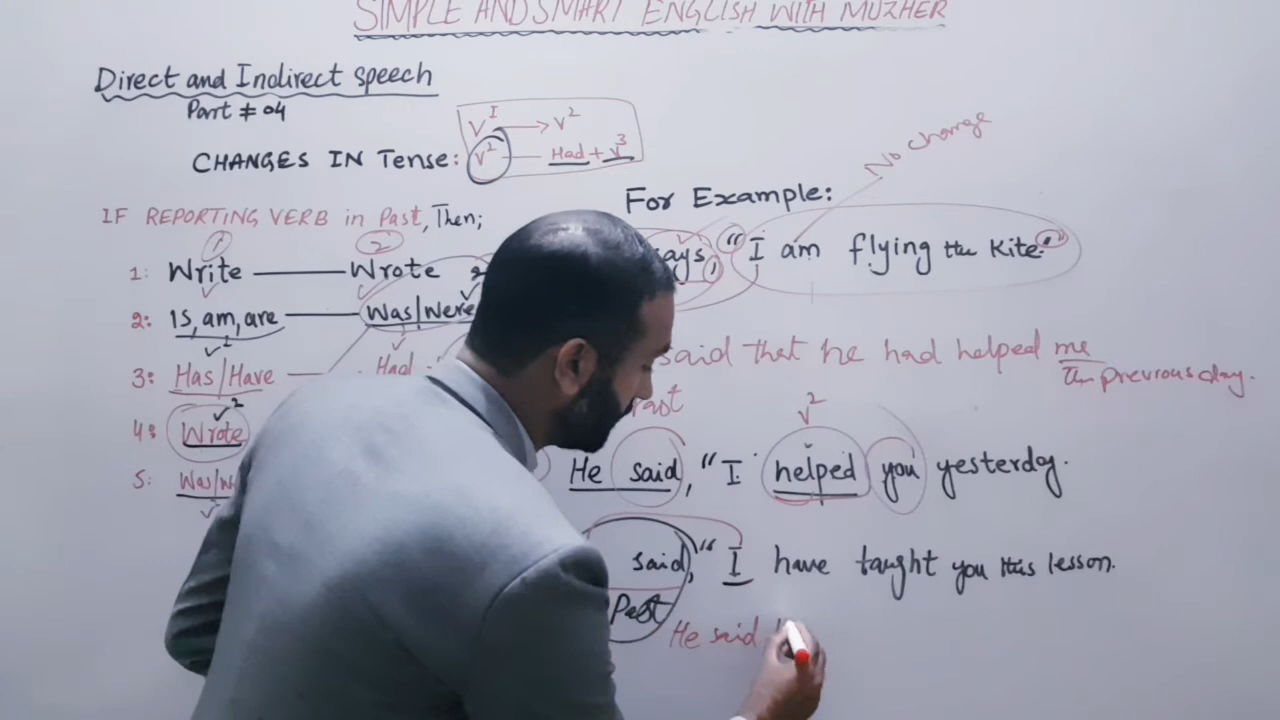 SIMPLE AND SMART ENGLISH WITH MUZHER
Direct and Indirect speech
Part # 04
V I → V²
V² — Had + V³
CHANGES IN Tense:
No change
For Example:
IF REPORTING VERB in Past, Then;
1 2
1: Write — Wrote
says, "I am flying the Kite"
2: Is, am, are — Was/Were
said that he had helped me
the previous day.
3: Has/Have — Had
V²
4: Wrote
He said, "I helped you yesterday.
5:
said, "I have taught you this lesson.
Past
He said